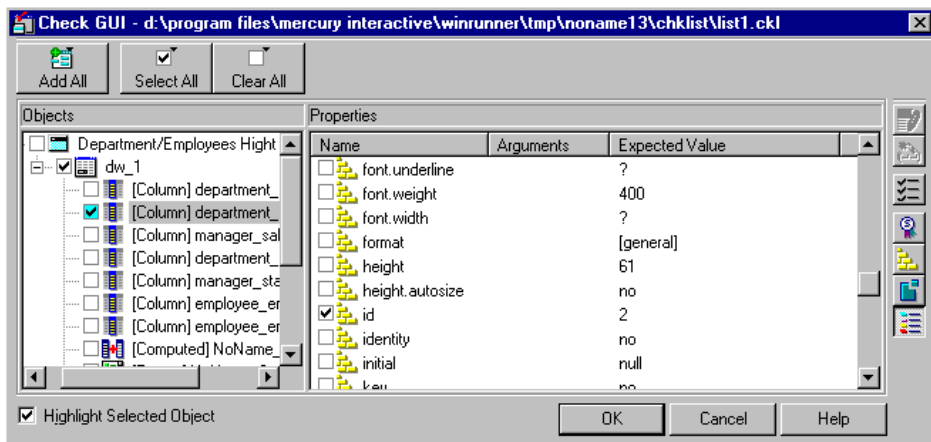 Check GUI - d:\program files\mercury interactive\winrunner\tmp\noname13\chklist\list1.ckl
Add All Select All Clear All
Objects
Department/Employees Hight
dw_1
[Column] department_
[Column] department_
[Column] manager_sal
[Column] department_
[Column] manager_sta
[Column] employee_er
[Column] employee_er
[Computed] NoName_
Properties
Name Arguments Expected Value
font.underline ?
font.weight 400
font.width ?
format [general]
height 61
height.autosize no
id 2
identity no
initial null
key no
Highlight Selected Object
OK Cancel Help